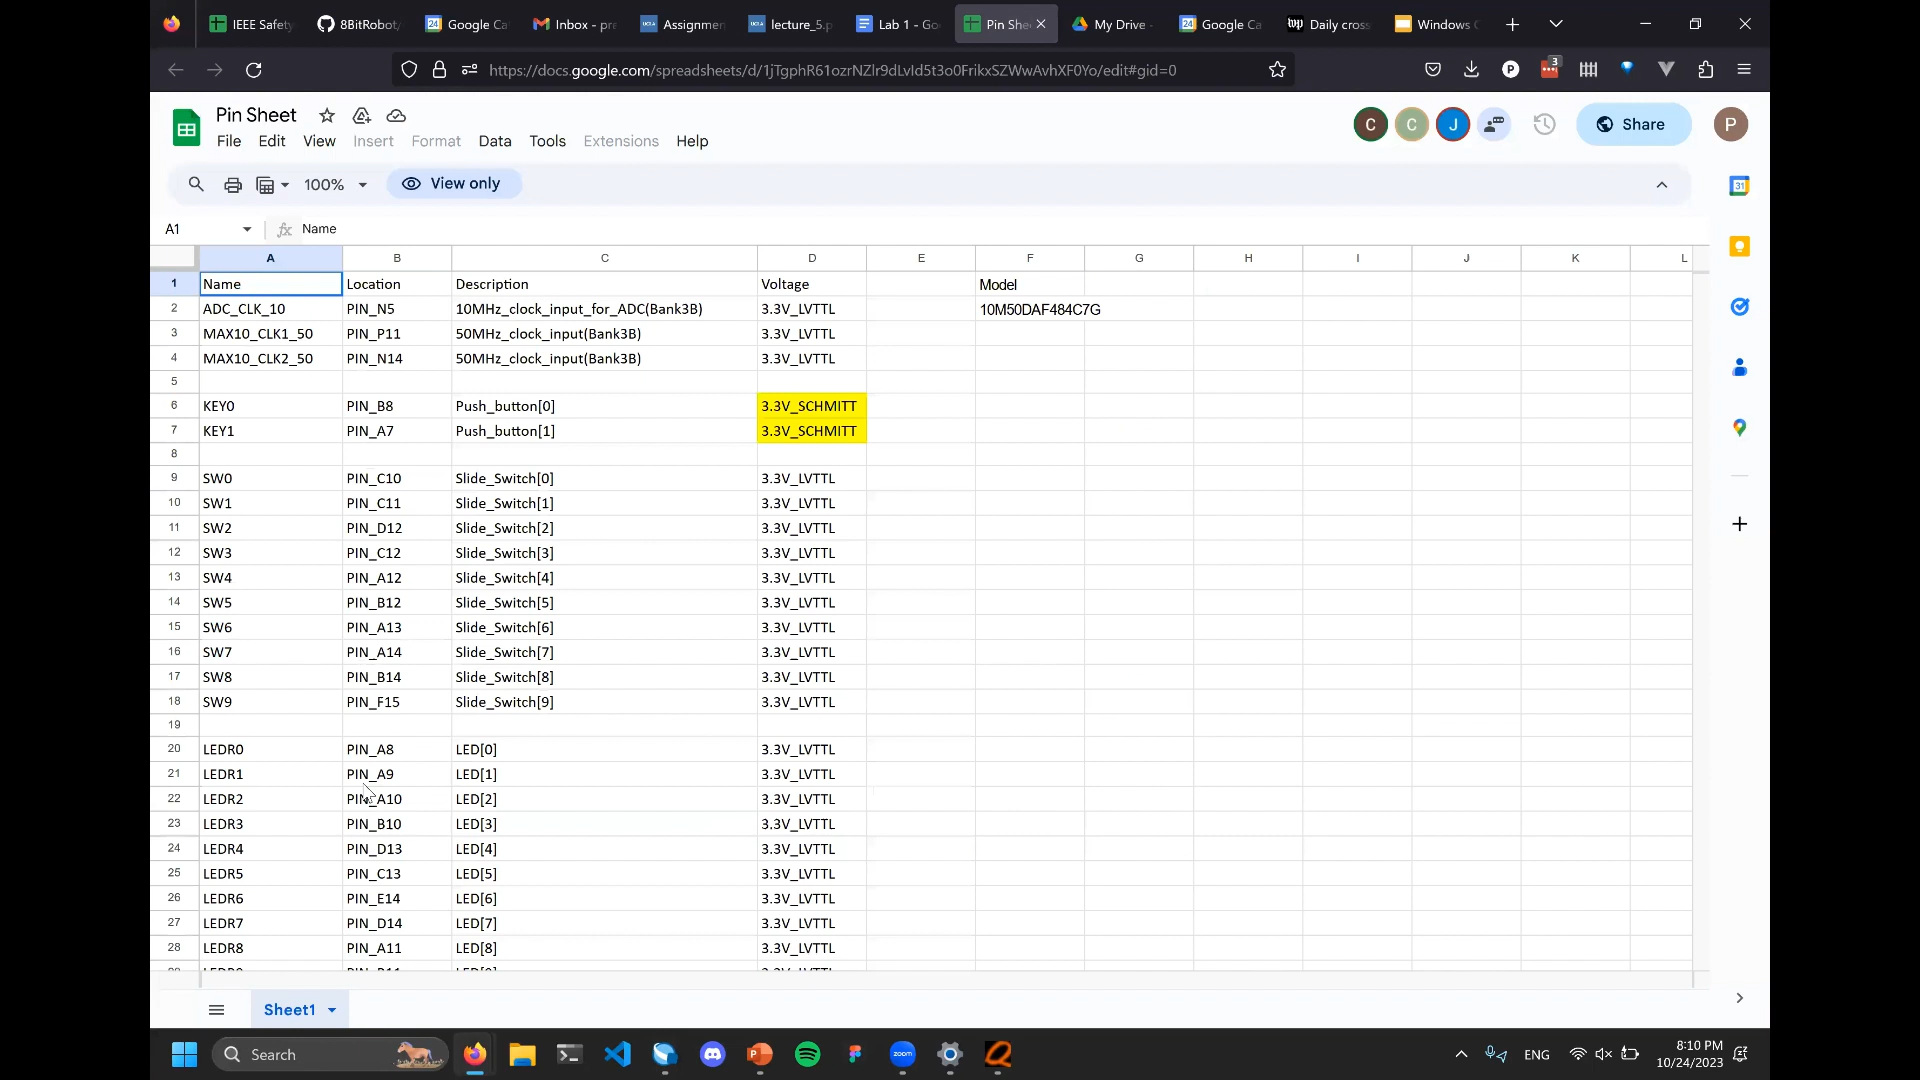 IEEE Safety
8BitRobot/
Google Ca
Inbox - pr
Assignmen
lecture_5.p
Lab 1 - Go
Pin She
My Drive -
Google Ca
Daily cross
Windows
https://docs.google.com/spreadsheets/d/1jTgphR61ozrNZlr9dLvId5t3o0FrikxSZWwAvhXF0Yo/edit#gid=0
3
Pin Sheet
File Edit View Insert Format Data Tools Extensions Help
C C J
Share
P
100%
View only
A1
fx Name
A B C D E F G H I J K L
1 Name Location Description Voltage Model
2 ADC_CLK_10 PIN_N5 10MHz_clock_input_for_ADC(Bank3B) 3.3V_LVTTL 10M50DAF484C7G
3 MAX10_CLK1_50 PIN_P11 50MHz_clock_input(Bank3B) 3.3V_LVTTL
4 MAX10_CLK2_50 PIN_N14 50MHz_clock_input(Bank3B) 3.3V_LVTTL
5
6 KEY0 PIN_B8 Push_button[0] 3.3V_SCHMITT
7 KEY1 PIN_A7 Push_button[1] 3.3V_SCHMITT
8
9 SW0 PIN_C10 Slide_Switch[0] 3.3V_LVTTL
10 SW1 PIN_C11 Slide_Switch[1] 3.3V_LVTTL
11 SW2 PIN_D12 Slide_Switch[2] 3.3V_LVTTL
12 SW3 PIN_C12 Slide_Switch[3] 3.3V_LVTTL
13 SW4 PIN_A12 Slide_Switch[4] 3.3V_LVTTL
14 SW5 PIN_B12 Slide_Switch[5] 3.3V_LVTTL
15 SW6 PIN_A13 Slide_Switch[6] 3.3V_LVTTL
16 SW7 PIN_A14 Slide_Switch[7] 3.3V_LVTTL
17 SW8 PIN_B14 Slide_Switch[8] 3.3V_LVTTL
18 SW9 PIN_F15 Slide_Switch[9] 3.3V_LVTTL
19
20 LEDR0 PIN_A8 LED[0] 3.3V_LVTTL
21 LEDR1 PIN_A9 LED[1] 3.3V_LVTTL
22 LEDR2 PIN_A10 LED[2] 3.3V_LVTTL
23 LEDR3 PIN_B10 LED[3] 3.3V_LVTTL
24 LEDR4 PIN_D13 LED[4] 3.3V_LVTTL
25 LEDR5 PIN_C13 LED[5] 3.3V_LVTTL
26 LEDR6 PIN_E14 LED[6] 3.3V_LVTTL
27 LEDR7 PIN_D14 LED[7] 3.3V_LVTTL
28 LEDR8 PIN_A11 LED[8] 3.3V_LVTTL
Sheet1
Search
zoom
ENG
8:10 PM
10/24/2023